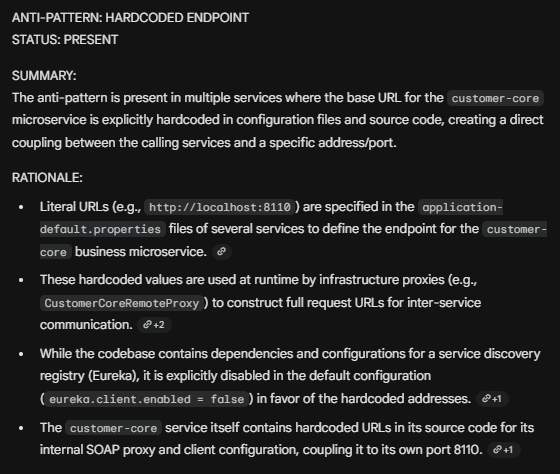 ANTI-PATTERN: HARDCODED ENDPOINT
STATUS: PRESENT
SUMMARY:
The anti-pattern is present in multiple services where the base URL for the customer-core
microservice is explicitly hardcoded in configuration files and source code, creating a direct
coupling between the calling services and a specific address/port.
RATIONALE:
• Literal URLs (e.g., http://localhost:8110) are specified in the application-
default.properties files of several services to define the endpoint for the customer-
core business microservice.
• These hardcoded values are used at runtime by infrastructure proxies (e.g.,
CustomerCoreRemoteProxy) to construct full request URLs for inter-service
communication. +2
• While the codebase contains dependencies and configurations for a service discovery
registry (Eureka), it is explicitly disabled in the default configuration
(eureka.client.enabled = false) in favor of the hardcoded addresses. +1
• The customer-core service itself contains hardcoded URLs in its source code for its
internal SOAP proxy and client configuration, coupling it to its own port 8110. +1